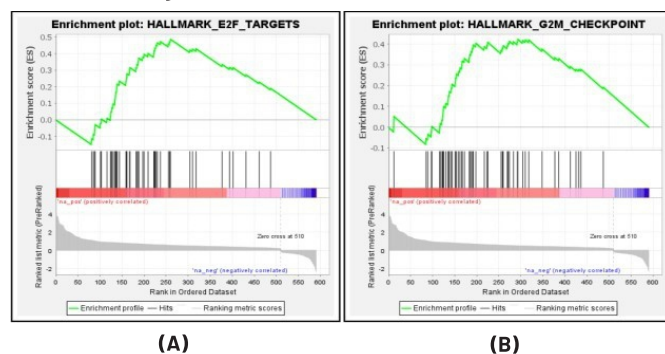 Enrichment plot: HALLMARK_E2F_TARGETS
Enrichment score (ES)
0.5
0.4
0.3
0.2
0.1
0.0
-0.1
'na_pos' (positively correlated)
Ranked list metric (PreRanked)
4
2
0
-2
Zero cross at 510
'na_neg' (negatively correlated)
0 50 100 150 200 250 300 350 400 450 500 550 600
Rank in Ordered Dataset
Enrichment profile Hits Ranking metric scores
(A)
Enrichment plot: HALLMARK_G2M_CHECKPOINT
Enrichment score (ES)
0.4
0.3
0.2
0.1
0.0
-0.1
'na_pos' (positively correlated)
Ranked list metric (PreRanked)
4
2
0
-2
Zero cross at 510
'na_neg' (negatively correlated)
0 50 100 150 200 250 300 350 400 450 500 550 600
Rank in Ordered Dataset
Enrichment profile Hits Ranking metric scores
(B)